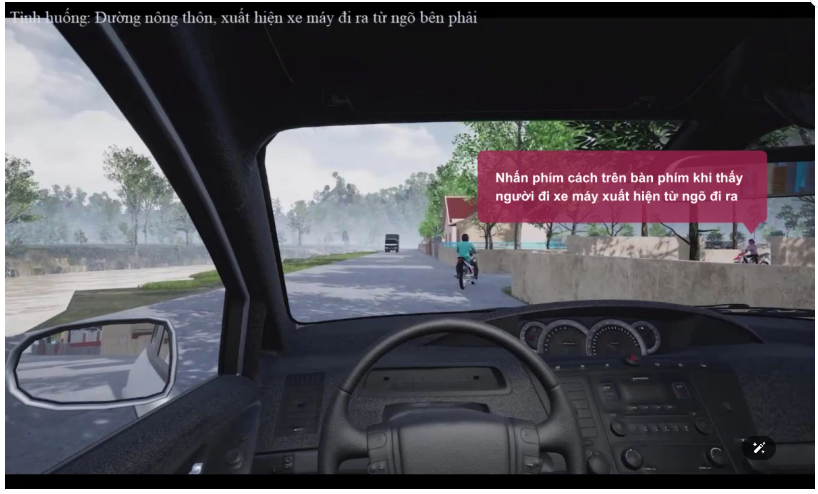 Tình huống: Đường nông thôn, xuất hiện xe máy đi ra từ ngõ bên phải
Nhấn phím cách trên bàn phím khi thấy
người đi xe máy xuất hiện từ ngõ đi ra